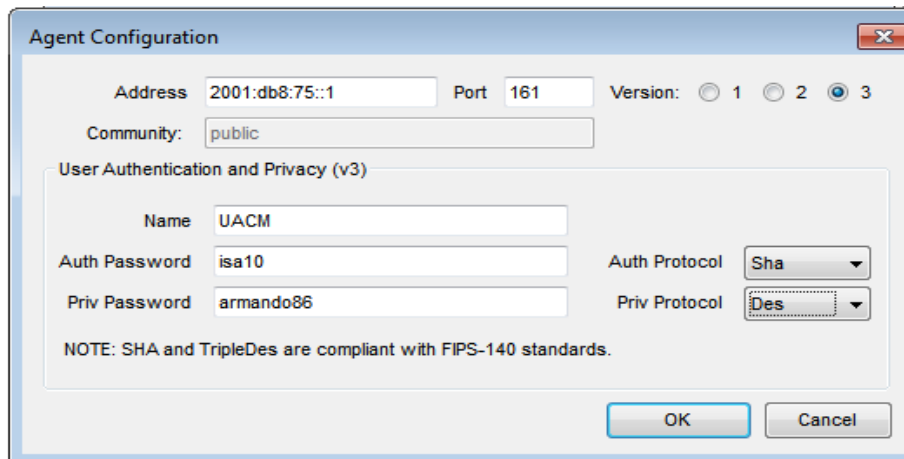 Agent Configuration
Address 2001:db8:75::1 Port 161 Version: 1 2 3
Community: public
User Authentication and Privacy (v3)
Name UACM
Auth Password isa10 Auth Protocol Sha
Priv Password armando86 Priv Protocol Des
NOTE: SHA and TripleDes are compliant with FIPS-140 standards.
OK Cancel